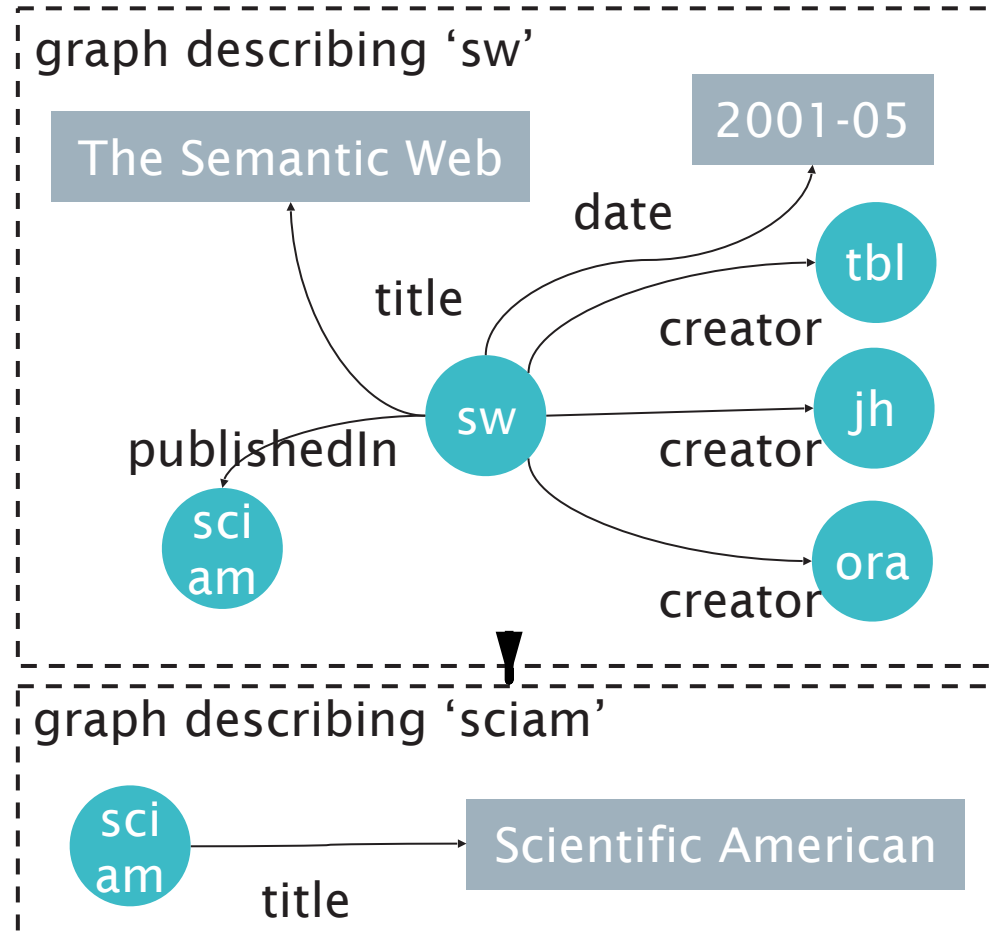 graph describing ‘sw’
2001-05
The Semantic Web
date
tbl
title
creator
sw
jh
publishedIn
creator
sci
am
ora
creator
graph describing ‘sciam’
sci
am
Scientific American
title